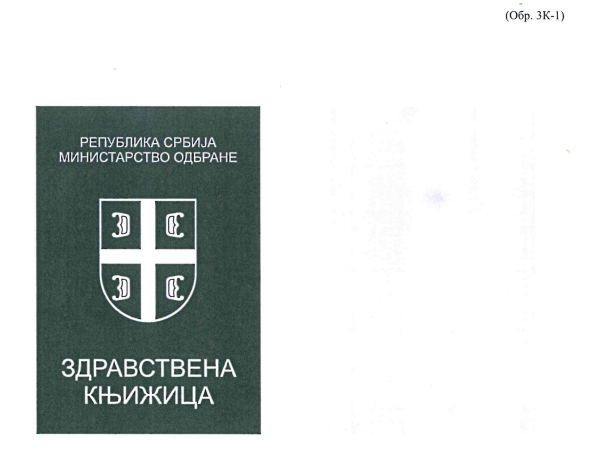 (Обр. ЗК-1)
РЕПУБЛИКА СРБИЈА
МИНИСТАРСТВО ОДБРАНЕ
ЗДРАВСТВЕНА
КЊИЖИЦА